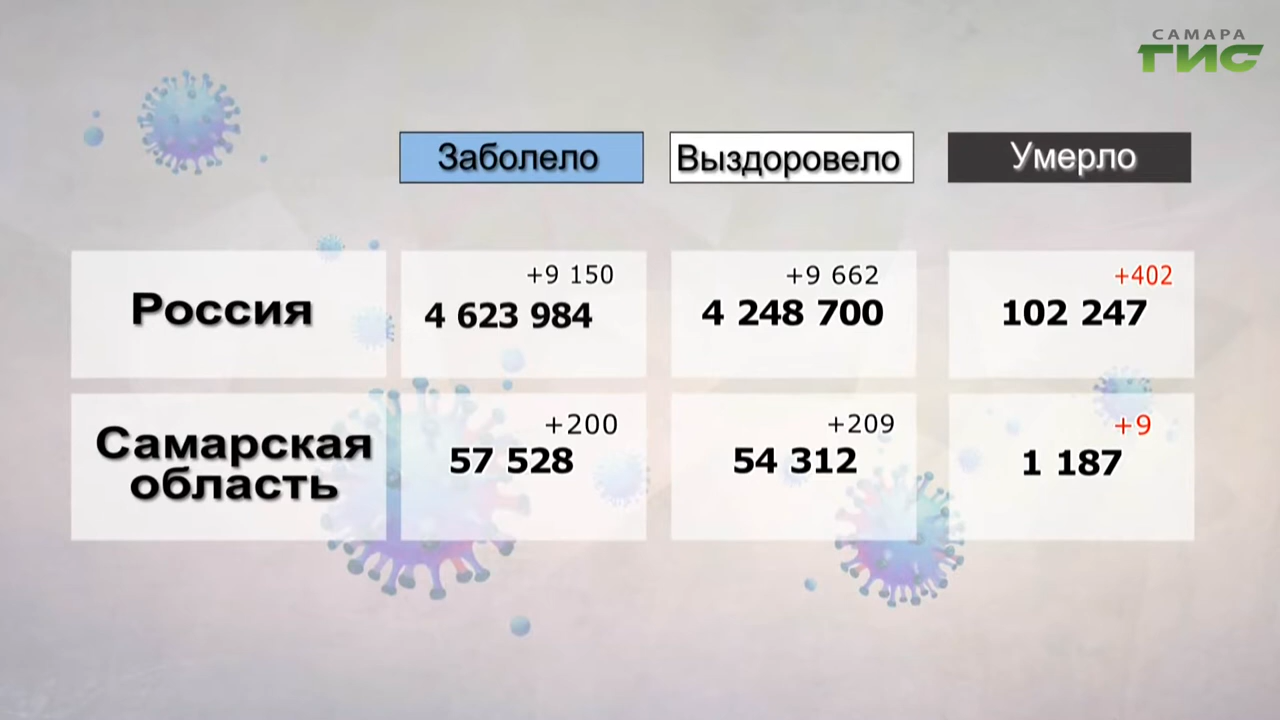 САМАРА
ГИС
Заболело Выздоровело Умерло
+9 150 +9 662 +402
Россия 4 623 984 4 248 700 102 247
+200 +209 +9
Самарская 57 528 54 312 1 187
область